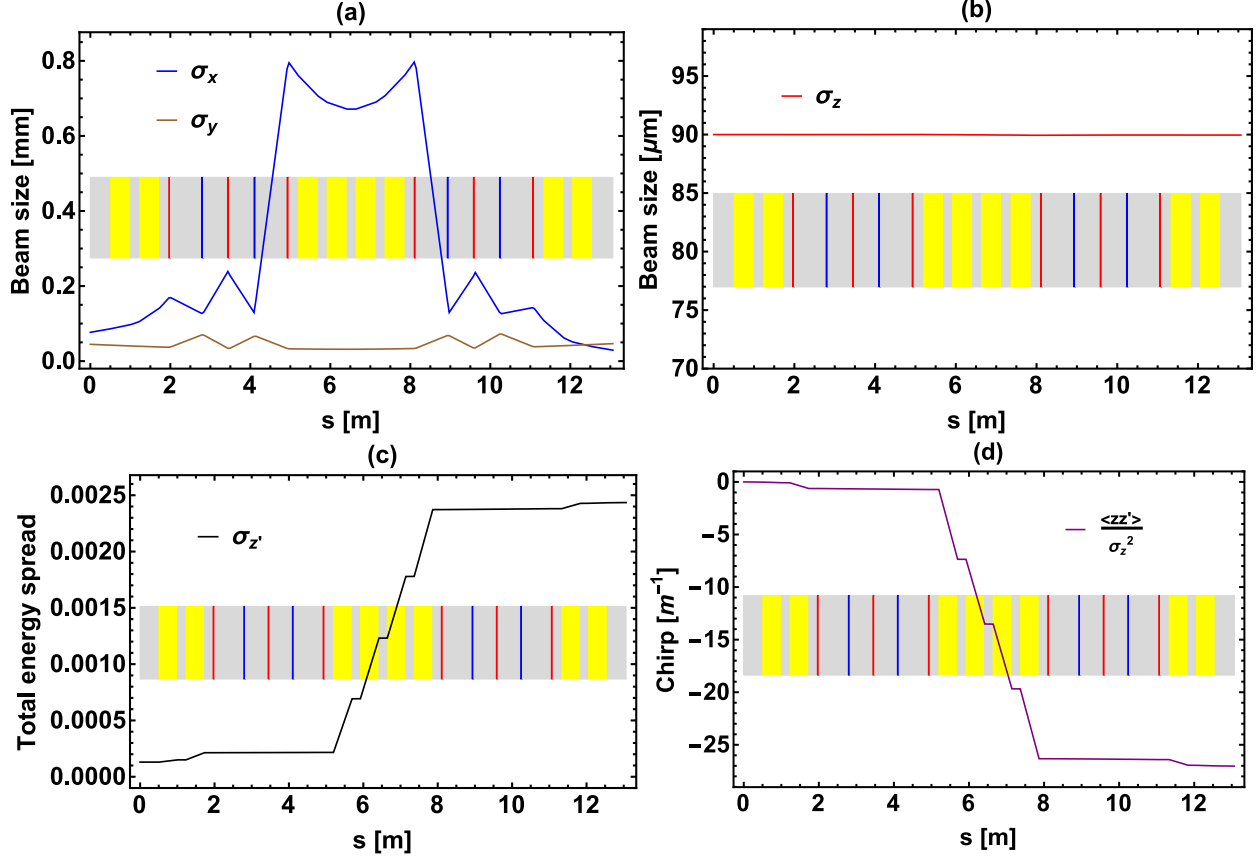 (a)
Beam size [mm]
0.8
0.6
0.4
0.2
0.0
σx
σy
0 2 4 6 8 10 12
s [m]
(b)
Beam size [μm]
95
90
85
80
75
70
σz
0 2 4 6 8 10 12
s [m]
(c)
Total energy spread
0.0025
0.0020
0.0015
0.0010
0.0005
0.0000
σz'
0 2 4 6 8 10 12
s [m]
(d)
Chirp [m⁻¹]
0
−5
−10
−15
−20
−25
<zz'>
σz²
0 2 4 6 8 10 12
s [m]